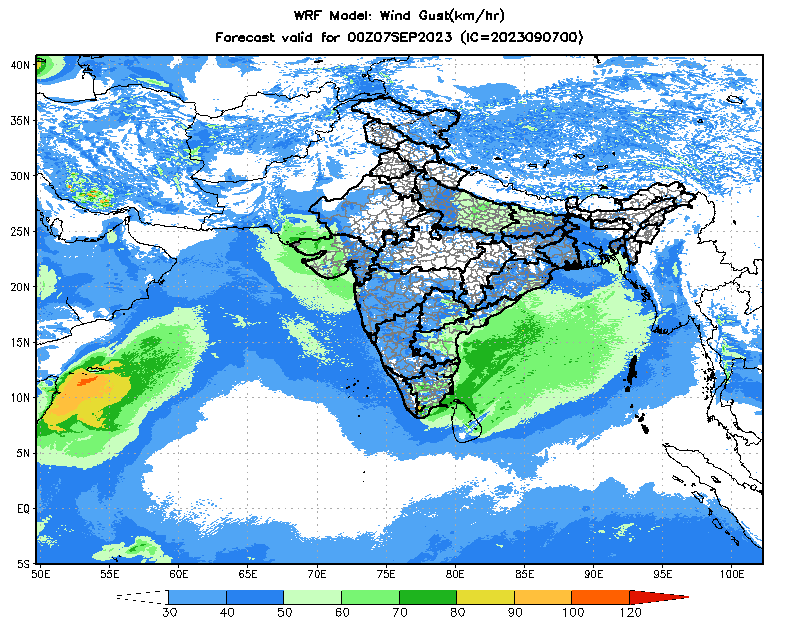 WRF Model: Wind Gust(km/hr)
Forecast valid for 00Z07SEP2023 (IC=2023090700)
40N
35N
30N
25N
20N
15N
10N
5N
EQ
5S
50E 55E 60E 65E 70E 75E 80E 85E 90E 95E 100E
30 40 50 60 70 80 90 100 120